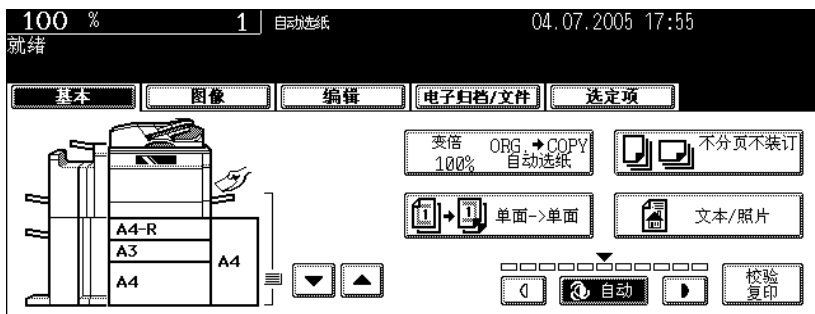 100 % 1 自动选纸 04.07.2005 17:55
就绪
基本 图像 编辑 电子归档/文件 选定项
变倍 ORG.→COPY 不分页不装订
100% 自动选纸
1→1 单面->单面 文本/照片
A4-R
A3
A4
A4
自动
校验
复印